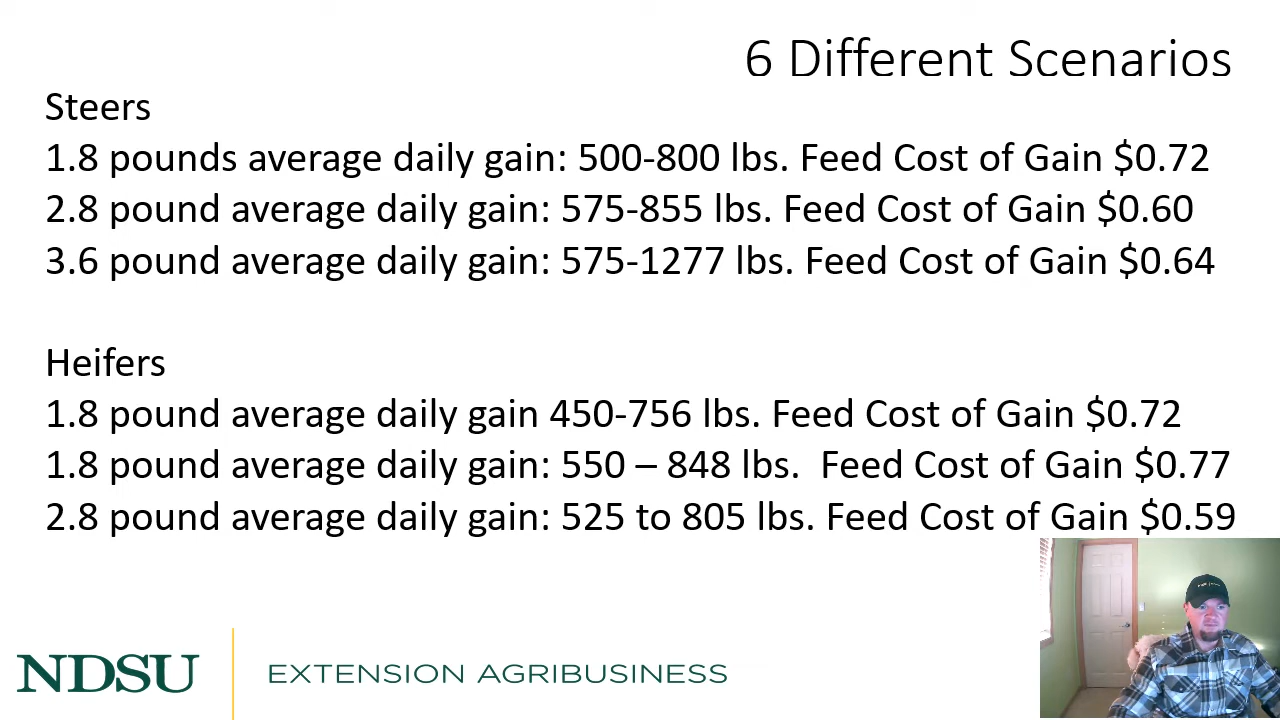 6 Different Scenarios
Steers
1.8 pounds average daily gain: 500-800 lbs. Feed Cost of Gain $0.72
2.8 pound average daily gain: 575-855 lbs. Feed Cost of Gain $0.60
3.6 pound average daily gain: 575-1277 lbs. Feed Cost of Gain $0.64
Heifers
1.8 pound average daily gain 450-756 lbs. Feed Cost of Gain $0.72
1.8 pound average daily gain: 550 – 848 lbs.  Feed Cost of Gain $0.77
2.8 pound average daily gain: 525 to 805 lbs. Feed Cost of Gain $0.59
NDSU
EXTENSION AGRIBUSINESS